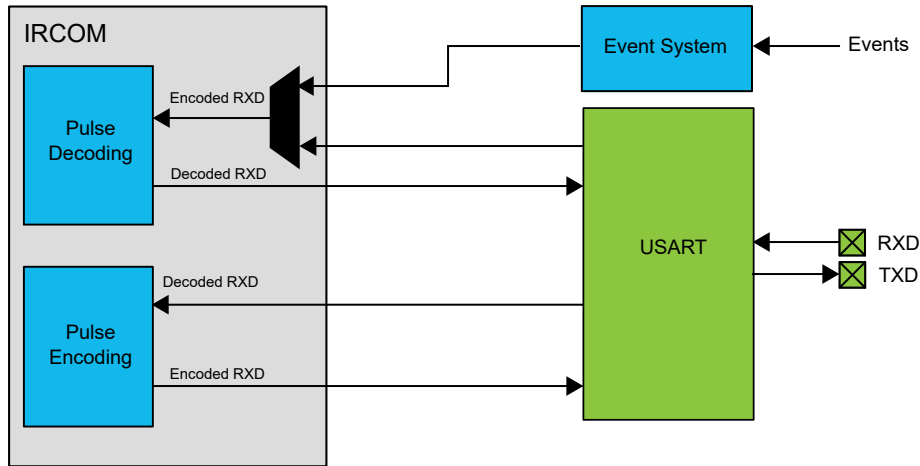 IRCOM
Event System
Events
Encoded RXD
Pulse
Decoding
Decoded RXD
USART
RXD
TXD
Decoded RXD
Pulse
Encoding
Encoded RXD